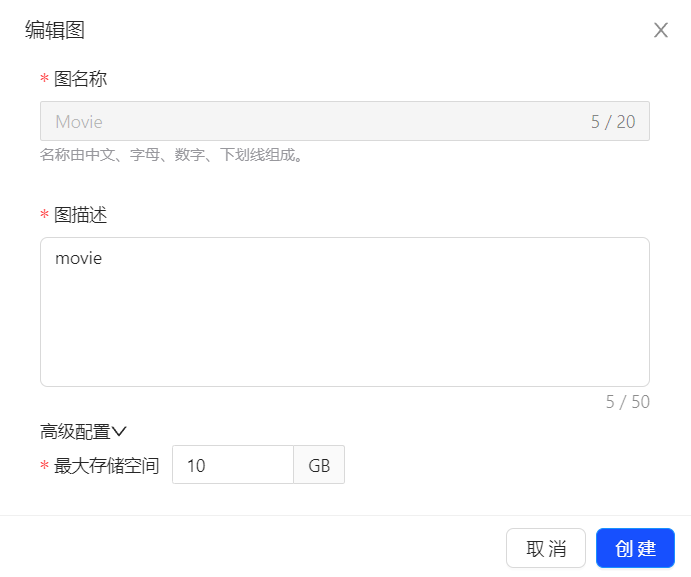 编辑图
* 图名称
Movie 5 / 20
名称由中文、字母、数字、下划线组成。
* 图描述
movie
5 / 50
高级配置
* 最大存储空间 10 GB
取消 创建